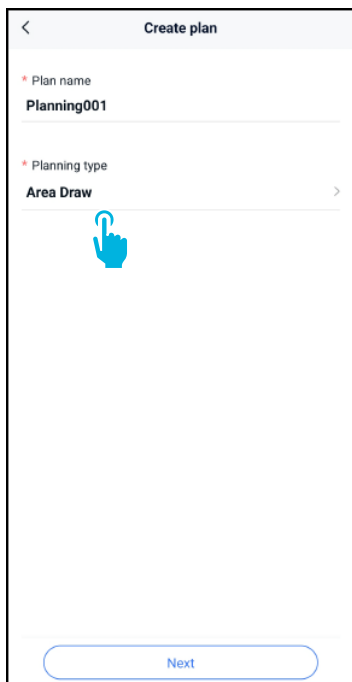 Create plan
* Plan name
Planning001
* Planning type
Area Draw
Next